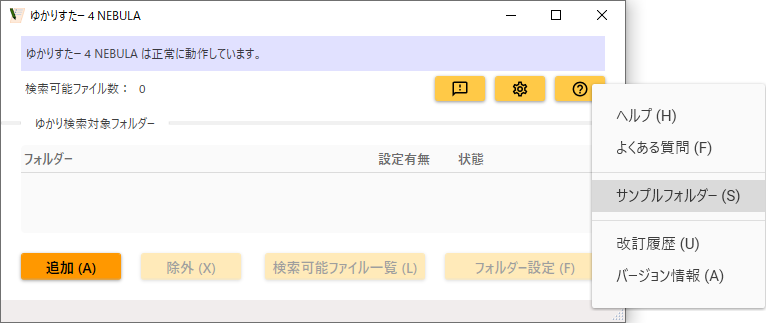 ゆかりすたー 4 NEBULA
ゆかりすたー 4 NEBULA は正常に動作しています。
検索可能ファイル数： 0
ゆかり検索対象フォルダー
フォルダー 設定有無 状態
追加 (A) 除外 (X) 検索可能ファイル一覧 (L) フォルダー設定 (F)
ヘルプ (H)
よくある質問 (F)
サンプルフォルダー (S)
改訂履歴 (U)
バージョン情報 (A)